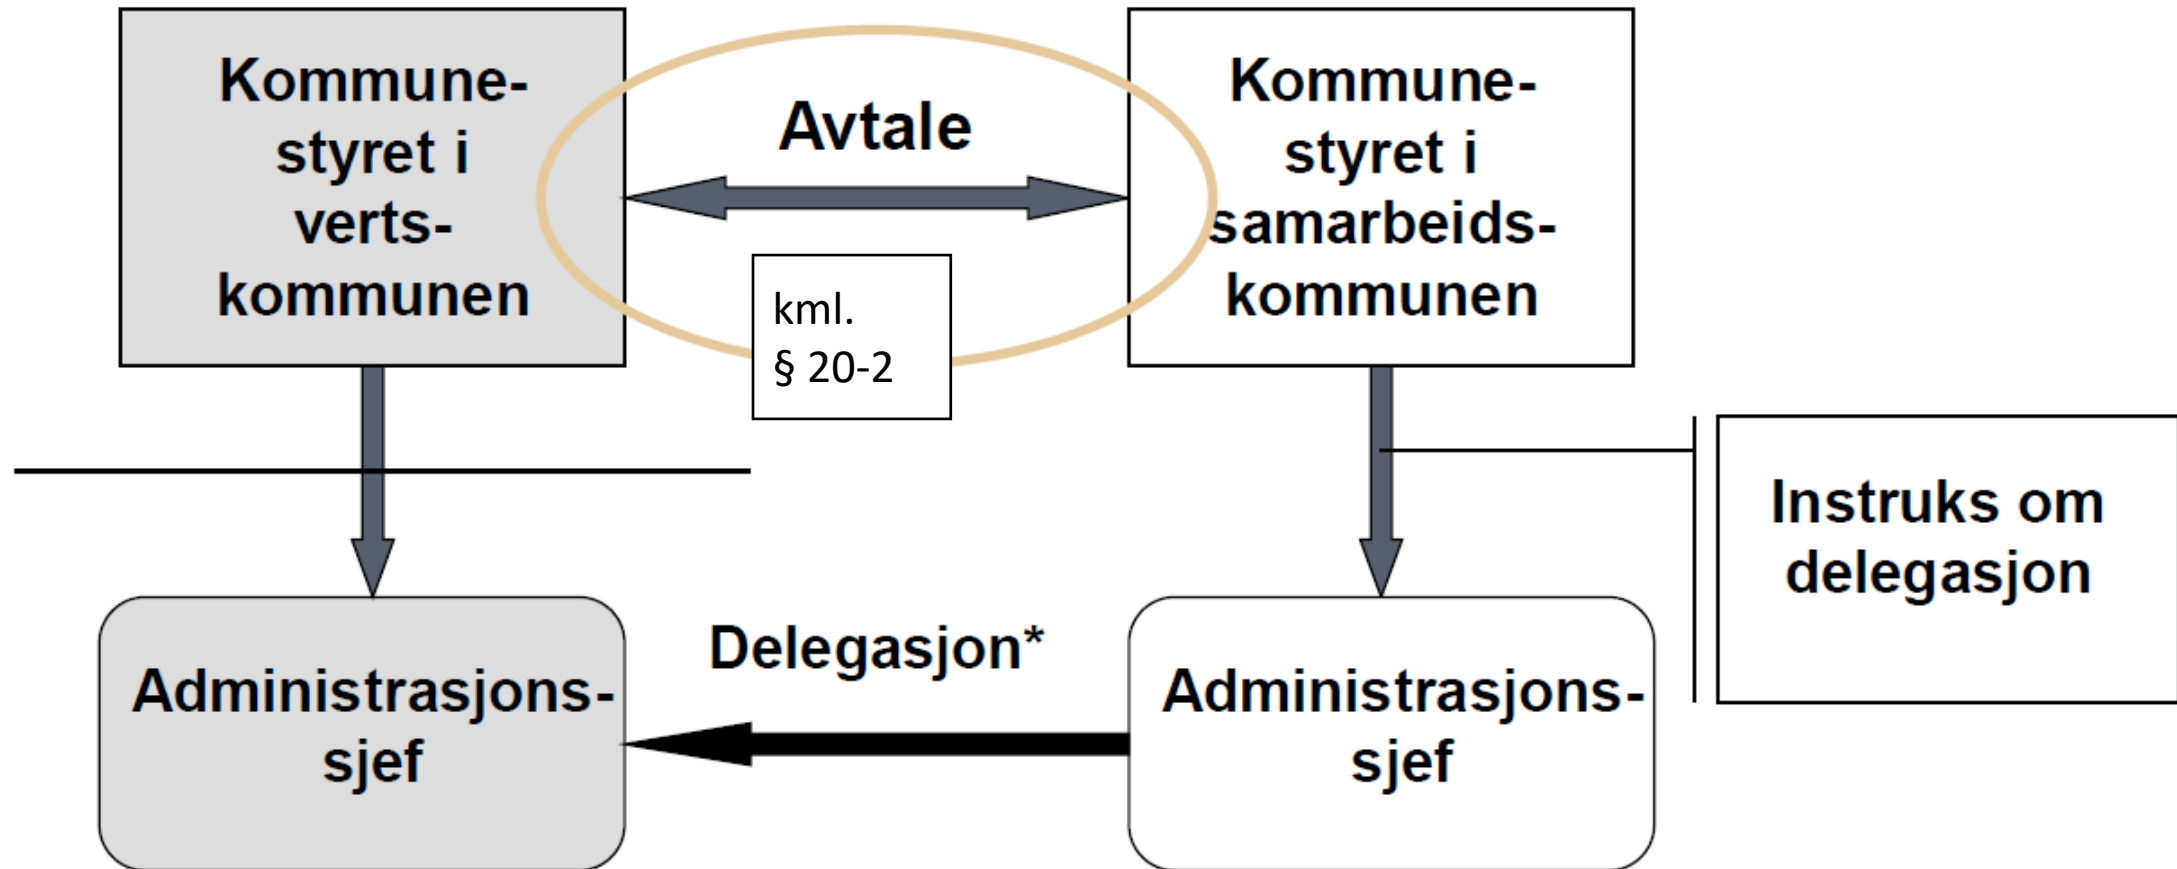 Kommune-
styret i
verts-
kommunen
Avtale
kml.
§ 20-2
Kommune-
styret i
samarbeids-
kommunen
Instruks om
delegasjon
Administrasjons-
sjef
Delegasjon*
Administrasjons-
sjef